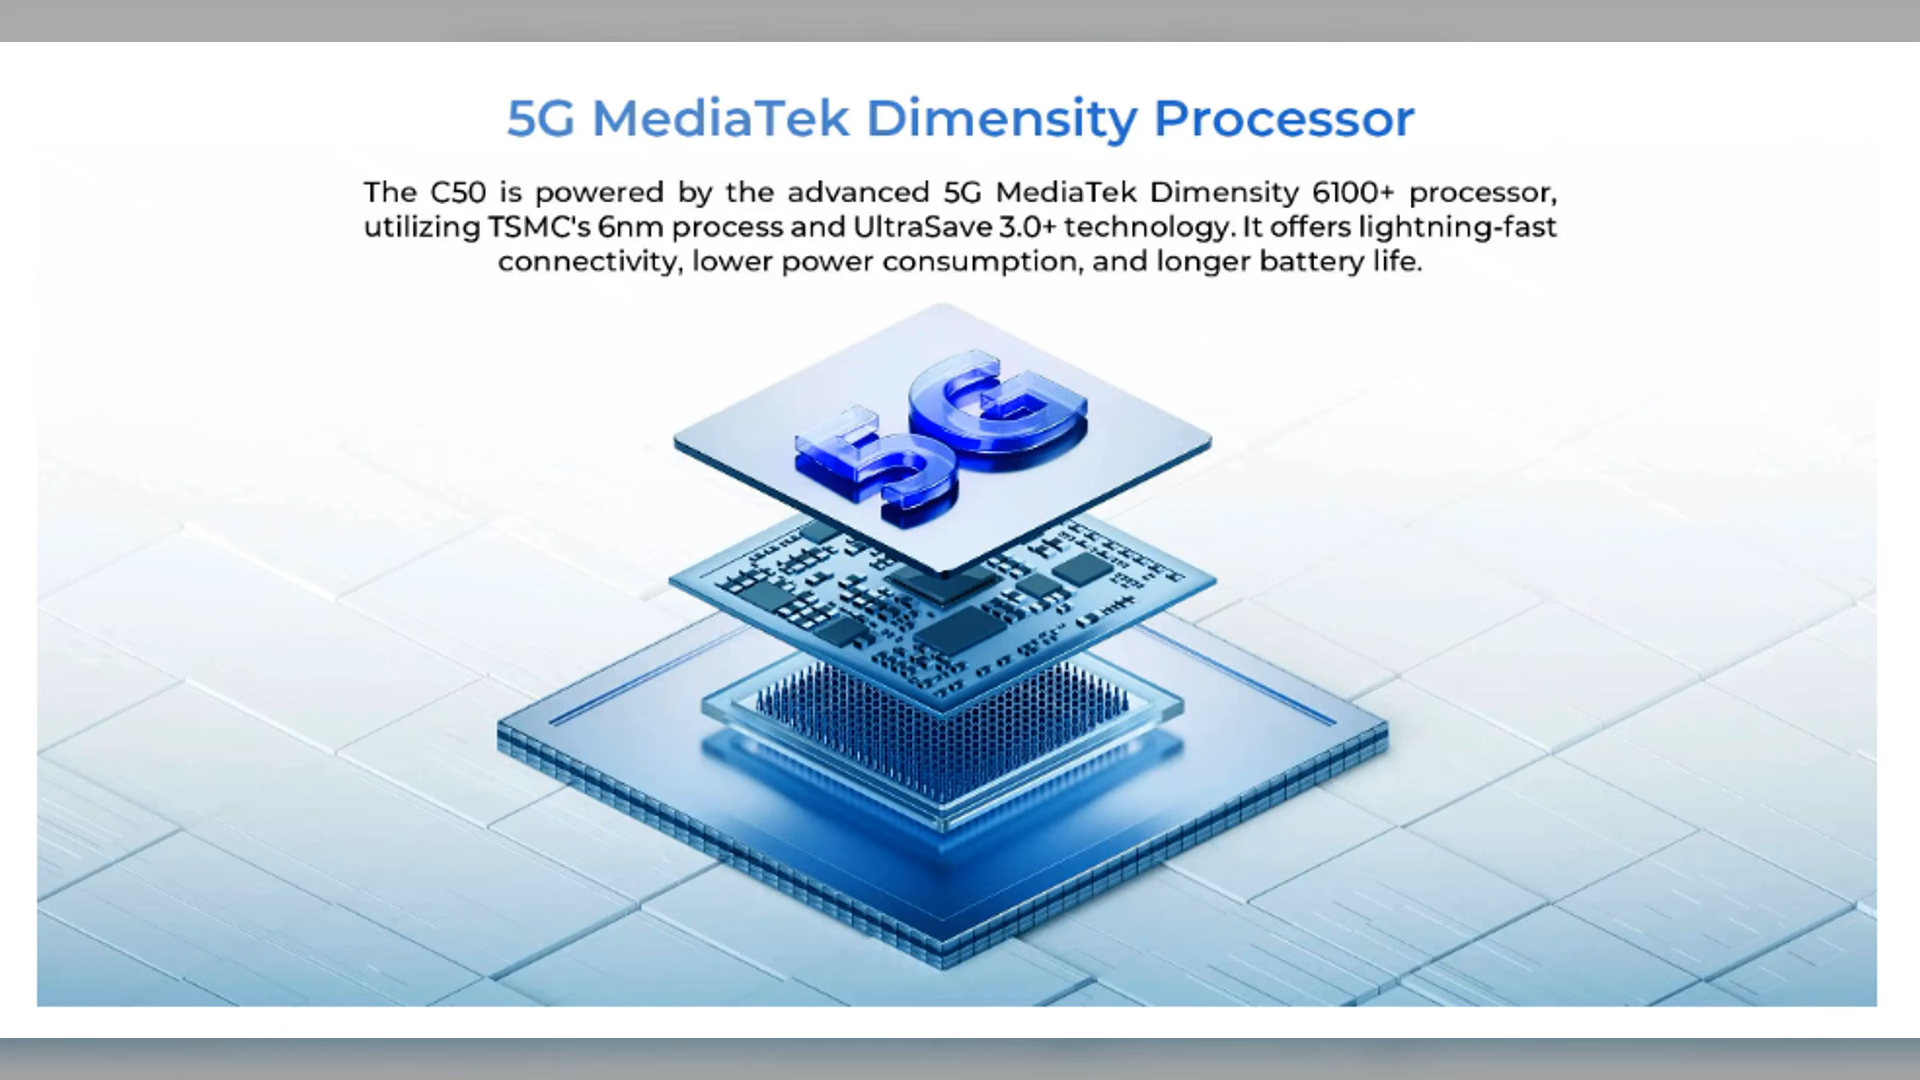 5G MediaTek Dimensity Processor
The C50 is powered by the advanced 5G MediaTek Dimensity 6100+ processor,
utilizing TSMC's 6nm process and UltraSave 3.0+ technology. It offers lightning-fast
connectivity, lower power consumption, and longer battery life.
5G